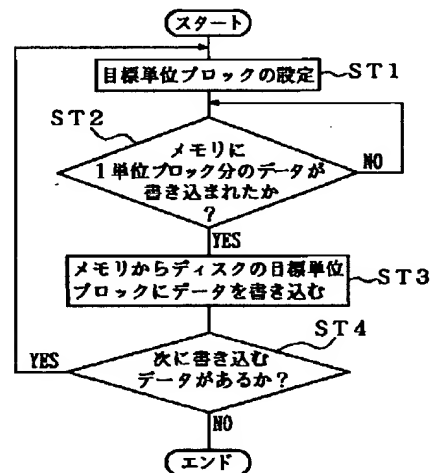 スタート
目標単位ブロックの設定
ST1
ST2
メモリに
1単位ブロック分のデータが
書き込まれたか
?
NO
YES
メモリからディスクの目標単位
ブロックにデータを書き込む
ST3
ST4
次に書き込む
データがあるか?
YES
NO
エンド